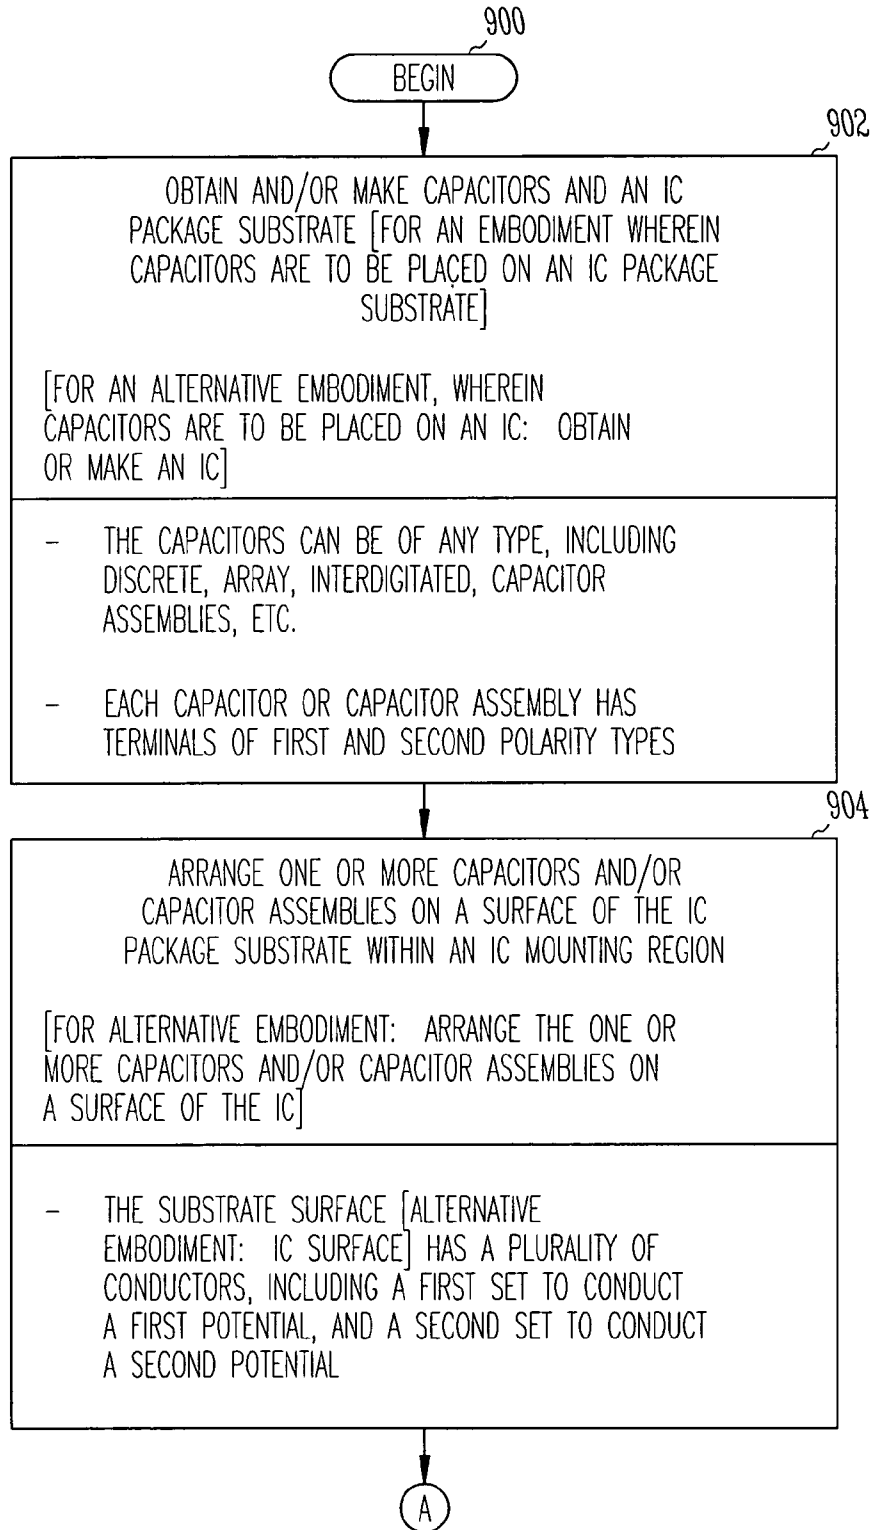 900
BEGIN
902
OBTAIN AND/OR MAKE CAPACITORS AND AN IC
PACKAGE SUBSTRATE [FOR AN EMBODIMENT WHEREIN
CAPACITORS ARE TO BE PLACED ON AN IC PACKAGE
SUBSTRATE]
[FOR AN ALTERNATIVE EMBODIMENT, WHEREIN
CAPACITORS ARE TO BE PLACED ON AN IC: OBTAIN
OR MAKE AN IC]
- THE CAPACITORS CAN BE OF ANY TYPE, INCLUDING
DISCRETE, ARRAY, INTERDIGITATED, CAPACITOR
ASSEMBLIES, ETC.
- EACH CAPACITOR OR CAPACITOR ASSEMBLY HAS
TERMINALS OF FIRST AND SECOND POLARITY TYPES
904
ARRANGE ONE OR MORE CAPACITORS AND/OR
CAPACITOR ASSEMBLIES ON A SURFACE OF THE IC
PACKAGE SUBSTRATE WITHIN AN IC MOUNTING REGION
[FOR ALTERNATIVE EMBODIMENT: ARRANGE THE ONE OR
MORE CAPACITORS AND/OR CAPACITOR ASSEMBLIES ON
A SURFACE OF THE IC]
- THE SUBSTRATE SURFACE [ALTERNATIVE
EMBODIMENT: IC SURFACE] HAS A PLURALITY OF
CONDUCTORS, INCLUDING A FIRST SET TO CONDUCT
A FIRST POTENTIAL, AND A SECOND SET TO CONDUCT
A SECOND POTENTIAL
A